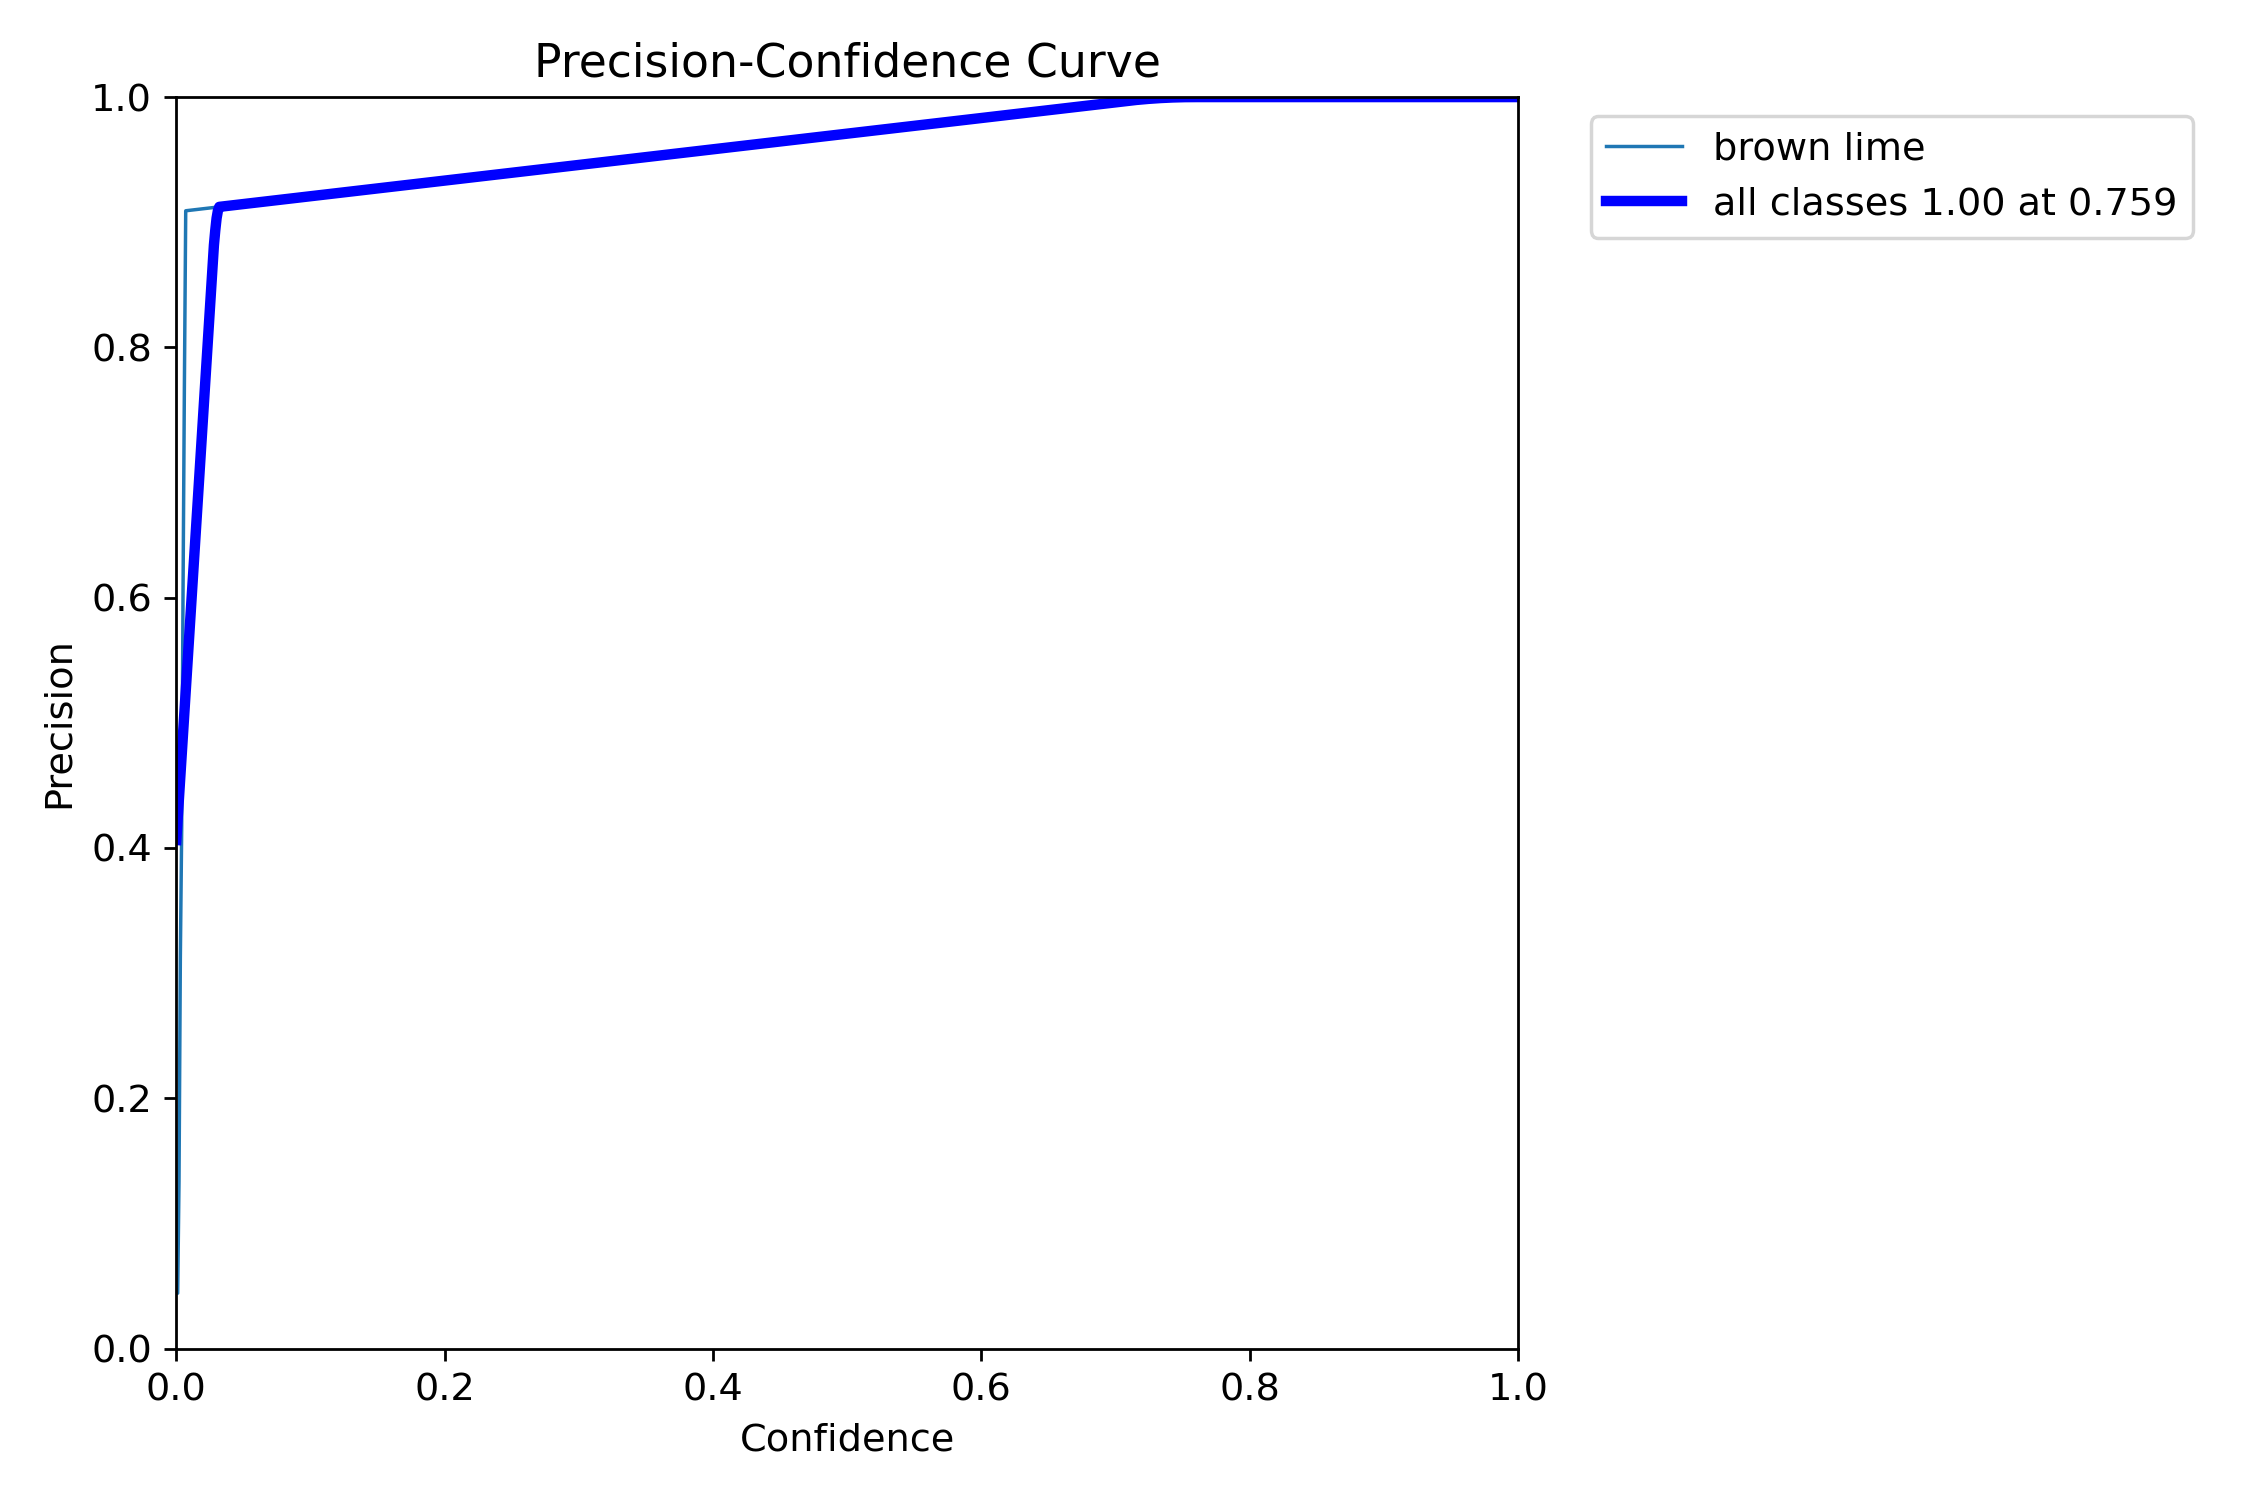 Precision-Confidence Curve
1.0
0.8
0.6
0.4
0.2
0.0
Precision
0.0 0.2 0.4 0.6 0.8 1.0
Confidence
brown lime
all classes 1.00 at 0.759